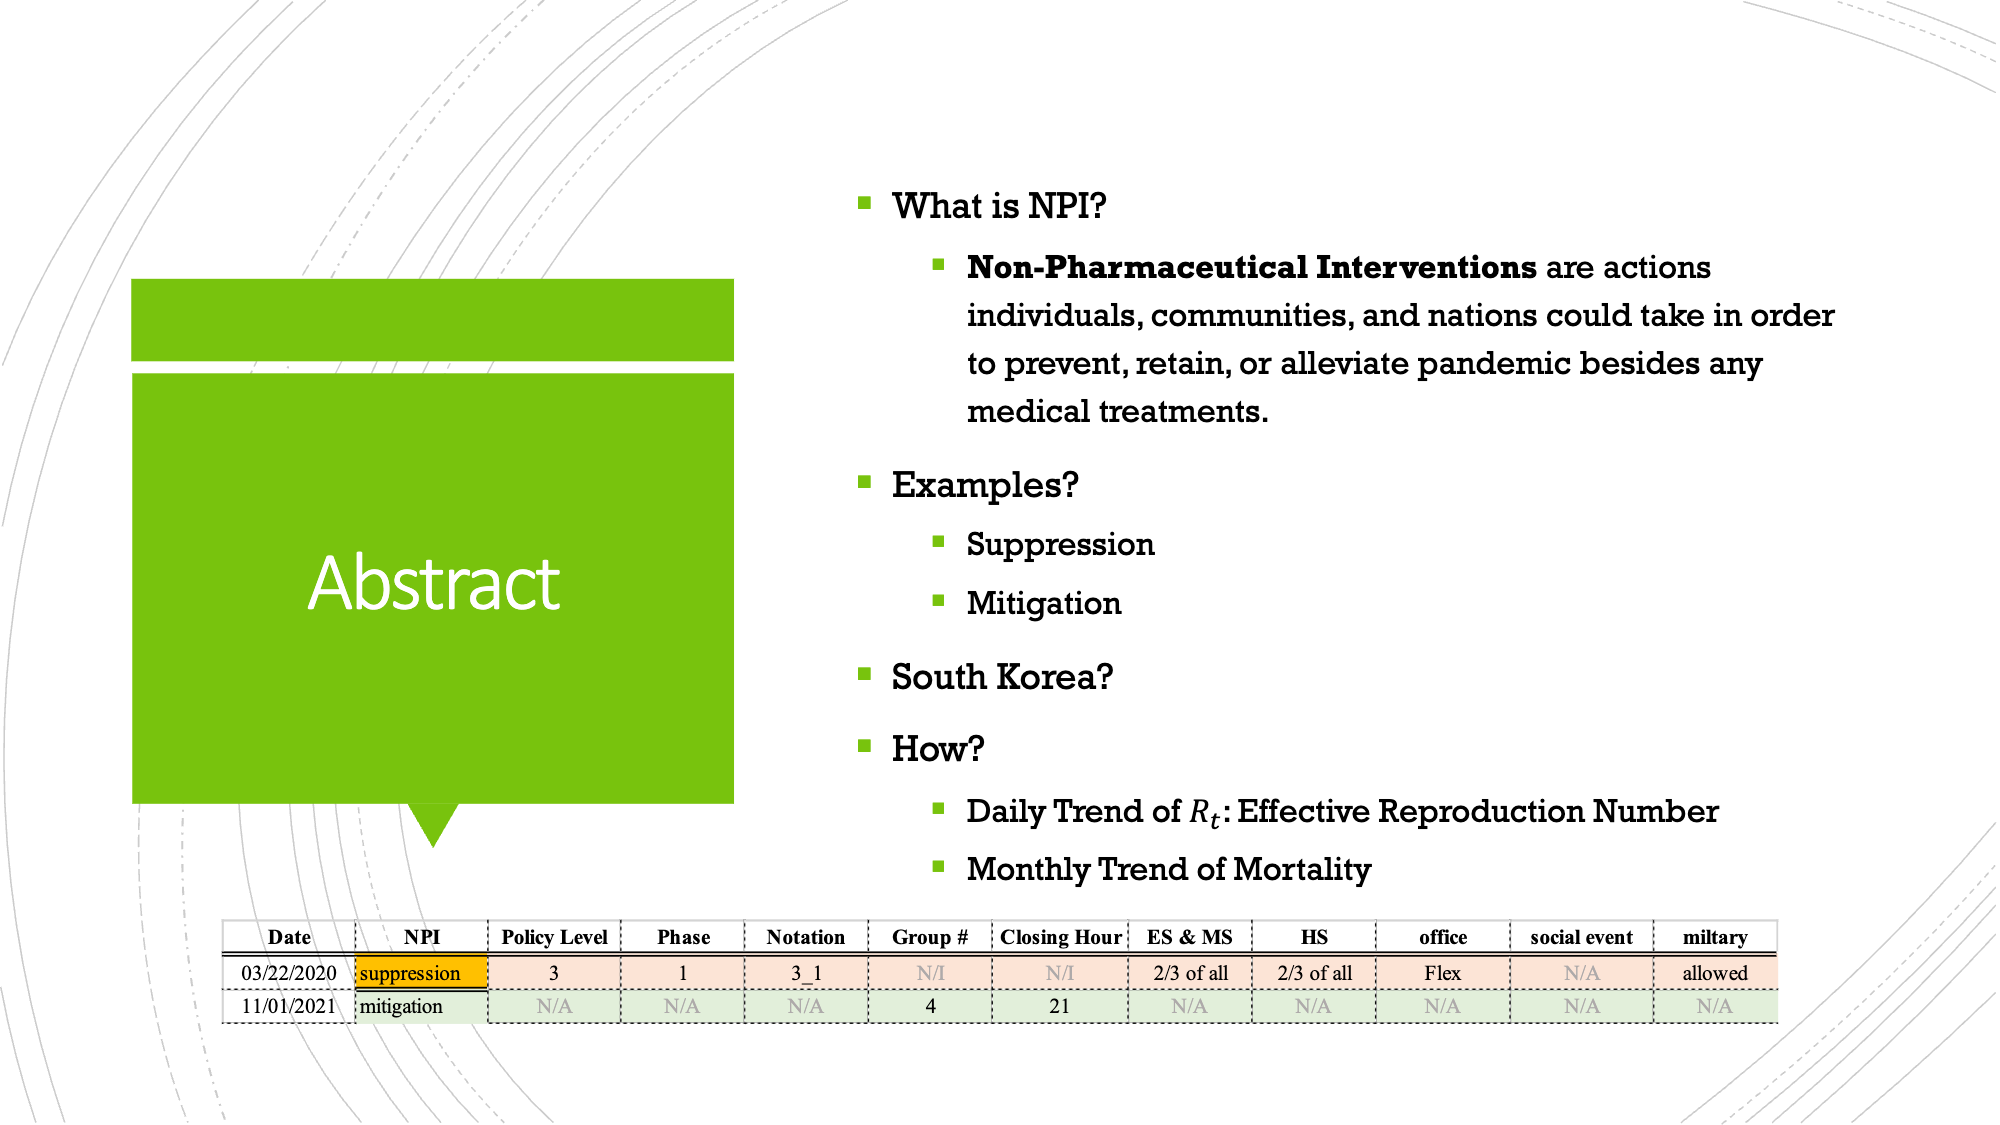 Abstract
What is NPI?
Non-Pharmaceutical Interventions are actions
individuals, communities, and nations could take in order
to prevent, retain, or alleviate pandemic besides any
medical treatments.
Examples?
Suppression
Mitigation
South Korea?
How?
Daily Trend of R_t: Effective Reproduction Number
Monthly Trend of Mortality
Date NPI Policy Level Phase Notation Group # Closing Hour ES & MS HS office social event miltary
03/22/2020 suppression 3 1 3_1 N/I N/I 2/3 of all 2/3 of all Flex N/A allowed
11/01/2021 mitigation N/A N/A N/A 4 21 N/A N/A N/A N/A N/A